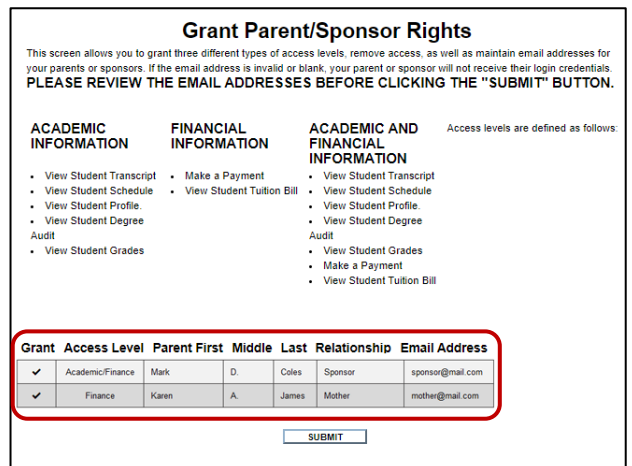 Grant Parent/Sponsor Rights
This screen allows you to grant three different types of access levels, remove access, as well as maintain email addresses for
your parents or sponsors. If the email address is invalid or blank, your parent or sponsor will not receive their login credentials.
PLEASE REVIEW THE EMAIL ADDRESSES BEFORE CLICKING THE "SUBMIT" BUTTON.
ACADEMIC
INFORMATION
• View Student Transcript
• View Student Schedule
• View Student Profile.
• View Student Degree
Audit
• View Student Grades
FINANCIAL
INFORMATION
• Make a Payment
• View Student Tuition Bill
ACADEMIC AND
FINANCIAL
INFORMATION
• View Student Transcript
• View Student Schedule
• View Student Profile.
• View Student Degree
Audit
• View Student Grades
• Make a Payment
• View Student Tuition Bill
Access levels are defined as follows:
Grant Access Level Parent First Middle Last Relationship Email Address
✔ Academic/Finance Mark D. Coles Sponsor sponsor@mail.com
✔ Finance Karen A. James Mother mother@mail.com
SUBMIT